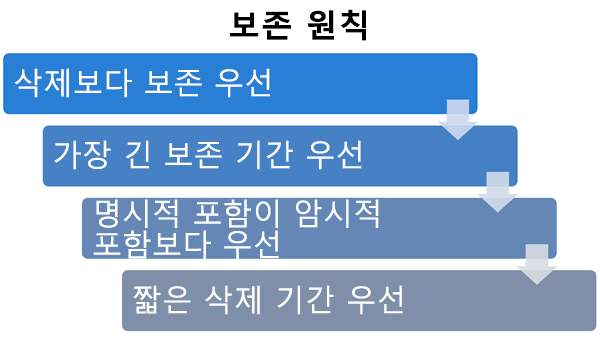 보존 원칙
삭제보다 보존 우선
가장 긴 보존 기간 우선
명시적 포함이 암시적
포함보다 우선
짧은 삭제 기간 우선